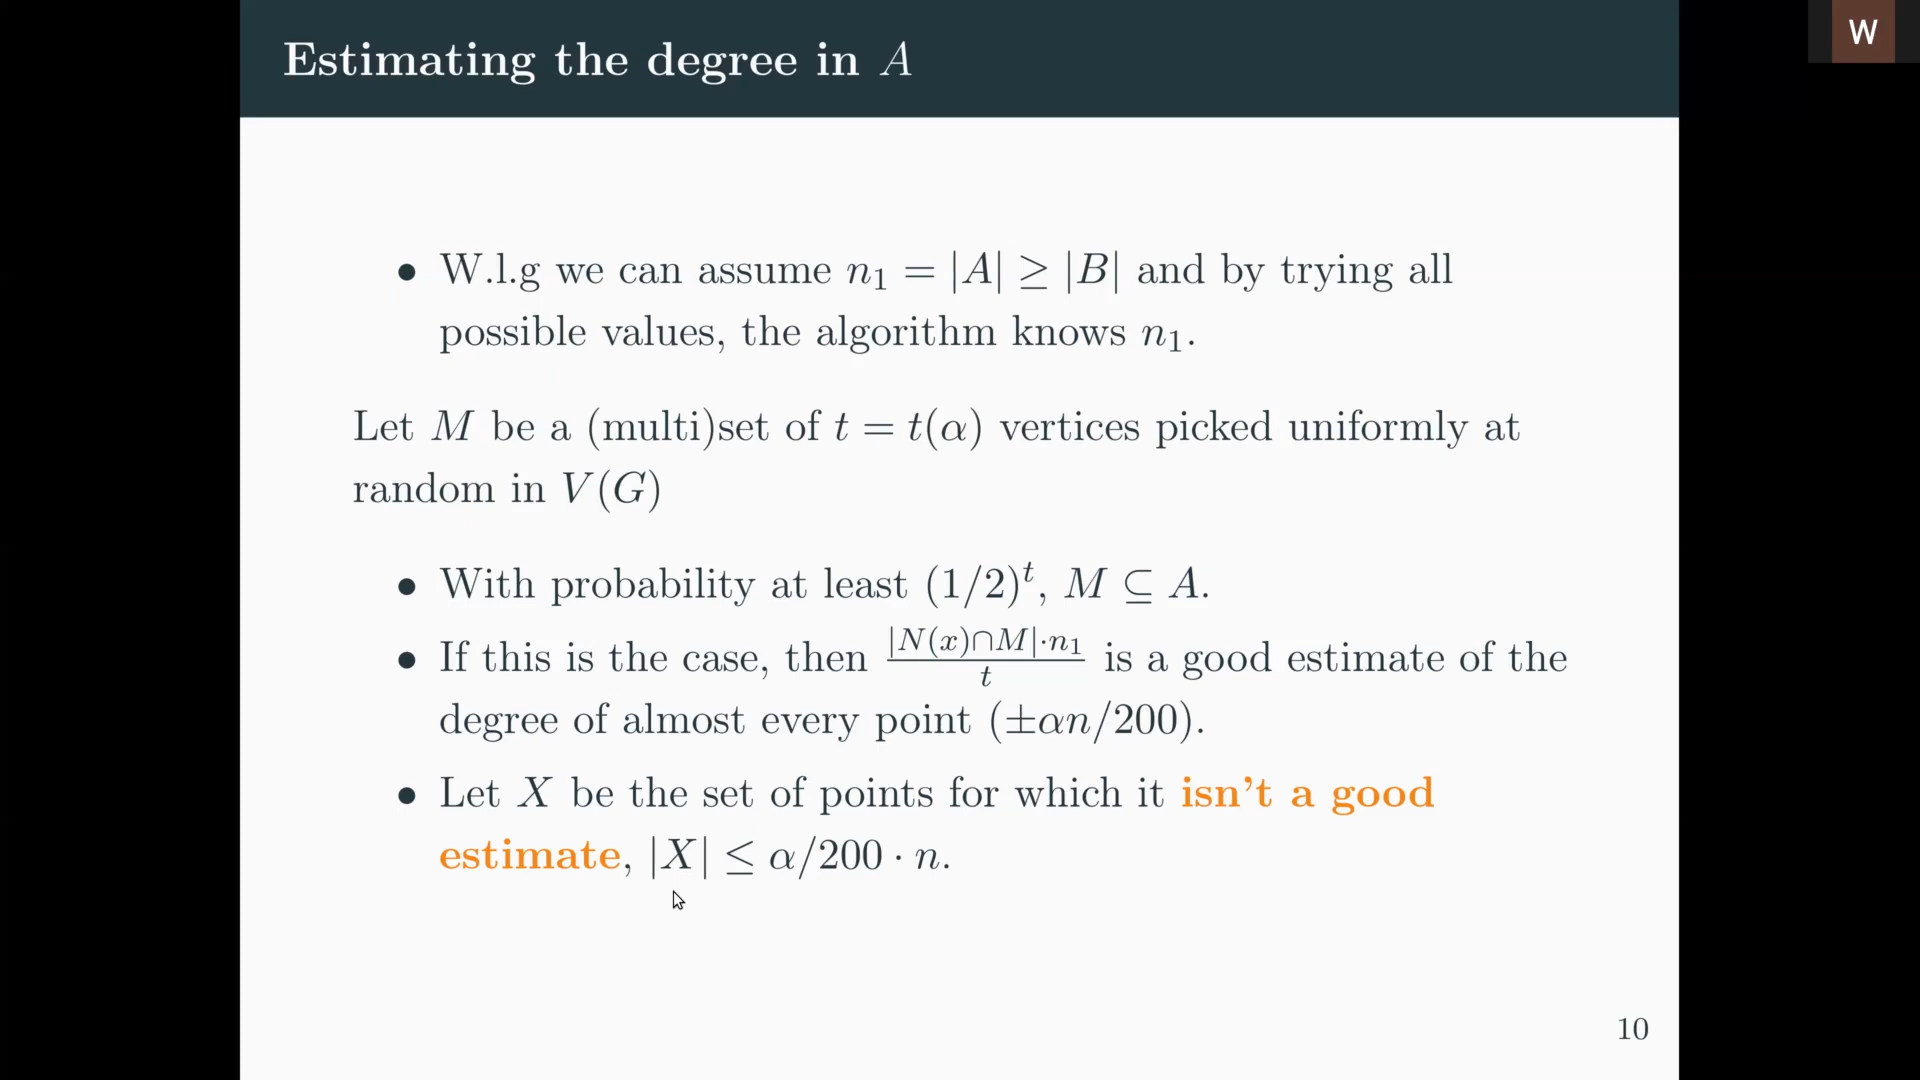 W
Estimating the degree in A
• W.l.g we can assume n₁ = |A| ≥ |B| and by trying all
possible values, the algorithm knows n₁.
Let M be a (multi)set of t = t(α) vertices picked uniformly at
random in V(G)
• With probability at least (1/2)ᵗ, M ⊆ A.
• If this is the case, then |N(x)∩M|·n₁/t is a good estimate of the
degree of almost every point (±αn/200).
• Let X be the set of points for which it isn't a good
estimate, |X| ≤ α/200 · n.
10